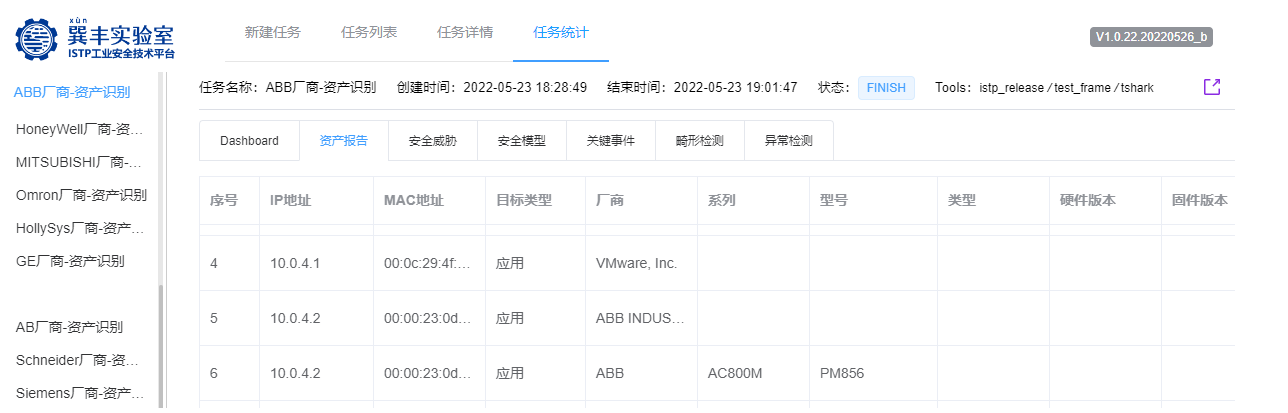 xùn
巽丰实验室
ISTP工业安全技术平台
新建任务 任务列表 任务详情 任务统计
V1.0.22.20220526_b
ABB厂商-资产识别
HoneyWell厂商-资...
MITSUBISHI厂商-...
Omron厂商-资产识别
HollySys厂商-资产...
GE厂商-资产识别
AB厂商-资产识别
Schneider厂商-资...
Siemens厂商-资产...
任务名称：ABB厂商-资产识别 创建时间：2022-05-23 18:28:49 结束时间：2022-05-23 19:01:47 状态： FINISH Tools：istp_release / test_frame / tshark
Dashboard 资产报告 安全威胁 安全模型 关键事件 畸形检测 异常检测
序号 IP地址 MAC地址 目标类型 厂商 系列 型号 类型 硬件版本 固件版本
4 10.0.4.1 00:0c:29:4f:... 应用 VMware, Inc.
5 10.0.4.2 00:00:23:0d... 应用 ABB INDUS...
6 10.0.4.2 00:00:23:0d... 应用 ABB AC800M PM856